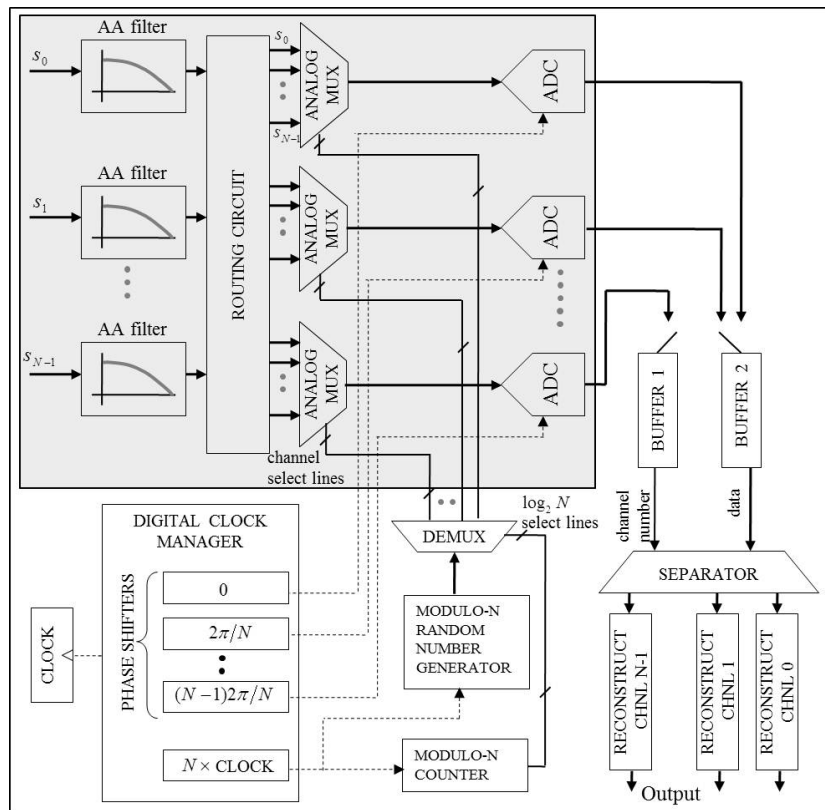 AA filter
s₀
AA filter
s₁
AA filter
s_{N-1}
ROUTING CIRCUIT
s₀
s_{N-1}
ANALOG
MUX
ANALOG
MUX
ANALOG
MUX
ADC
ADC
ADC
channel
select lines
BUFFER 1
BUFFER 2
channel
number
data
SEPARATOR
RECONSTRUCT
CHNL N-1
RECONSTRUCT
CHNL 1
RECONSTRUCT
CHNL 0
Output
log₂ N
select lines
DEMUX
MODULO-N
RANDOM
NUMBER
GENERATOR
MODULO-N
COUNTER
DIGITAL CLOCK
MANAGER
PHASE SHIFTERS
0
2π/N
(N−1)2π/N
N × CLOCK
CLOCK